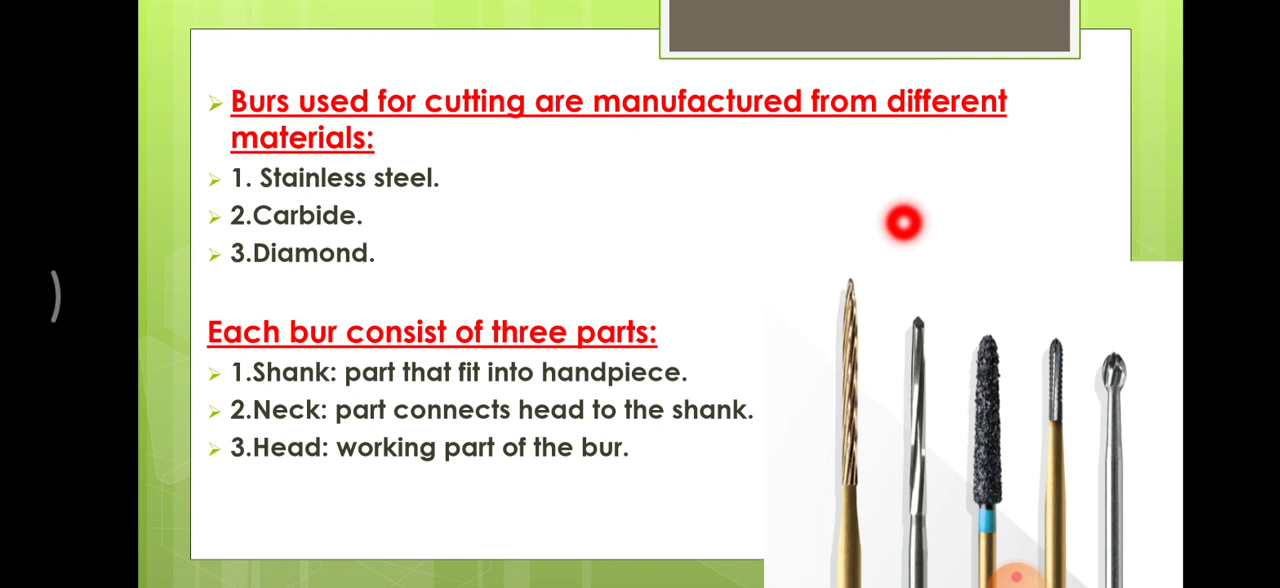 Burs used for cutting are manufactured from different
materials:
1. Stainless steel.
2.Carbide.
3.Diamond.
Each bur consist of three parts:
1.Shank: part that fit into handpiece.
2.Neck: part connects head to the shank.
3.Head: working part of the bur.